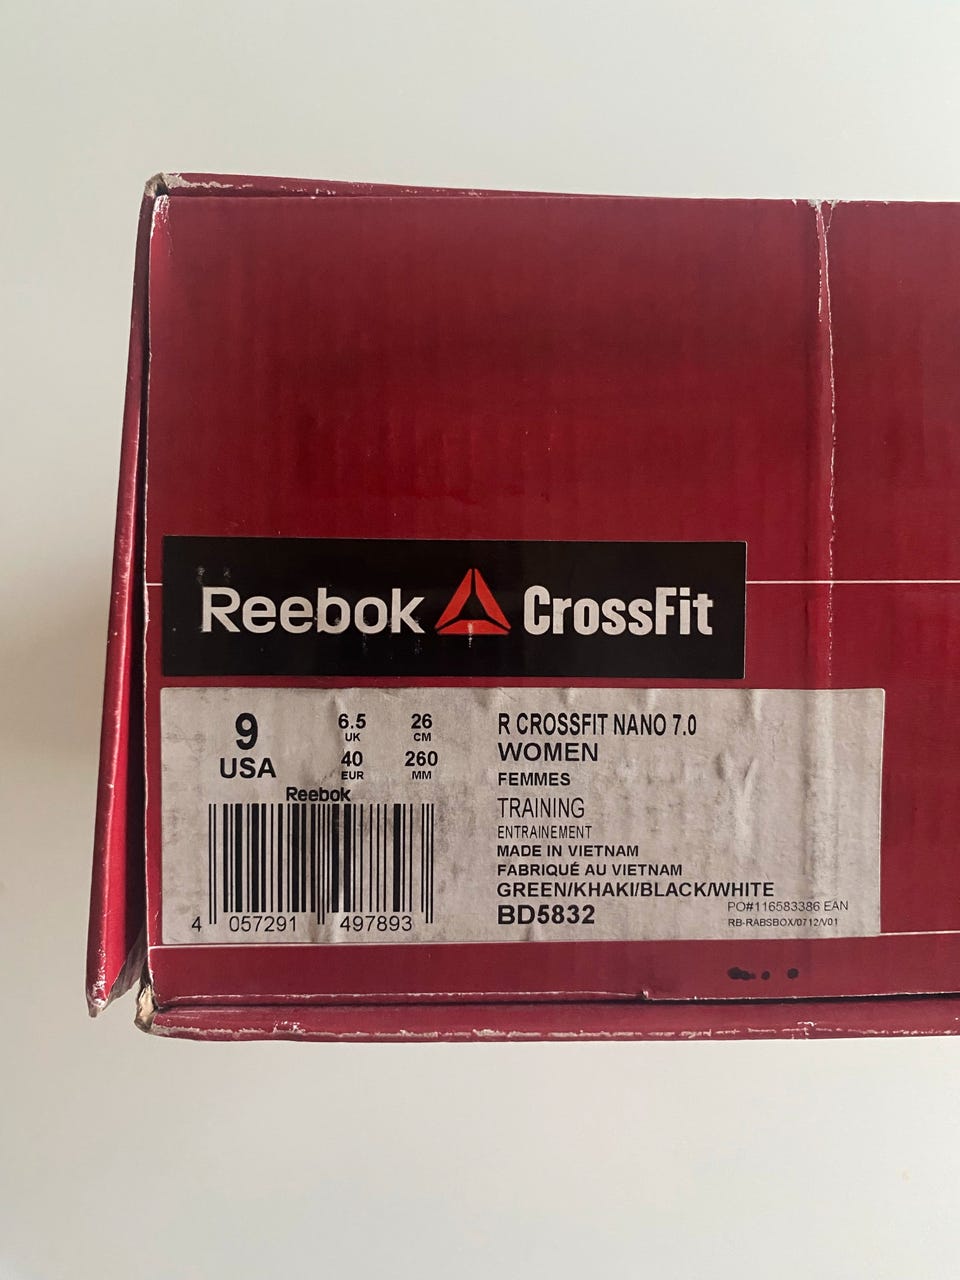 Reebok CrossFit
9 6.5 26
UK CM
USA 40 260
EUR MM
Reebok
4 057291 497893
R CROSSFIT NANO 7.0
WOMEN
FEMMES
TRAINING
ENTRAINEMENT
MADE IN VIETNAM
FABRIQUÉ AU VIETNAM
GREEN/KHAKI/BLACK/WHITE
BD5832
PO#116583386 EAN
RB-RABSBOX/0712/V01